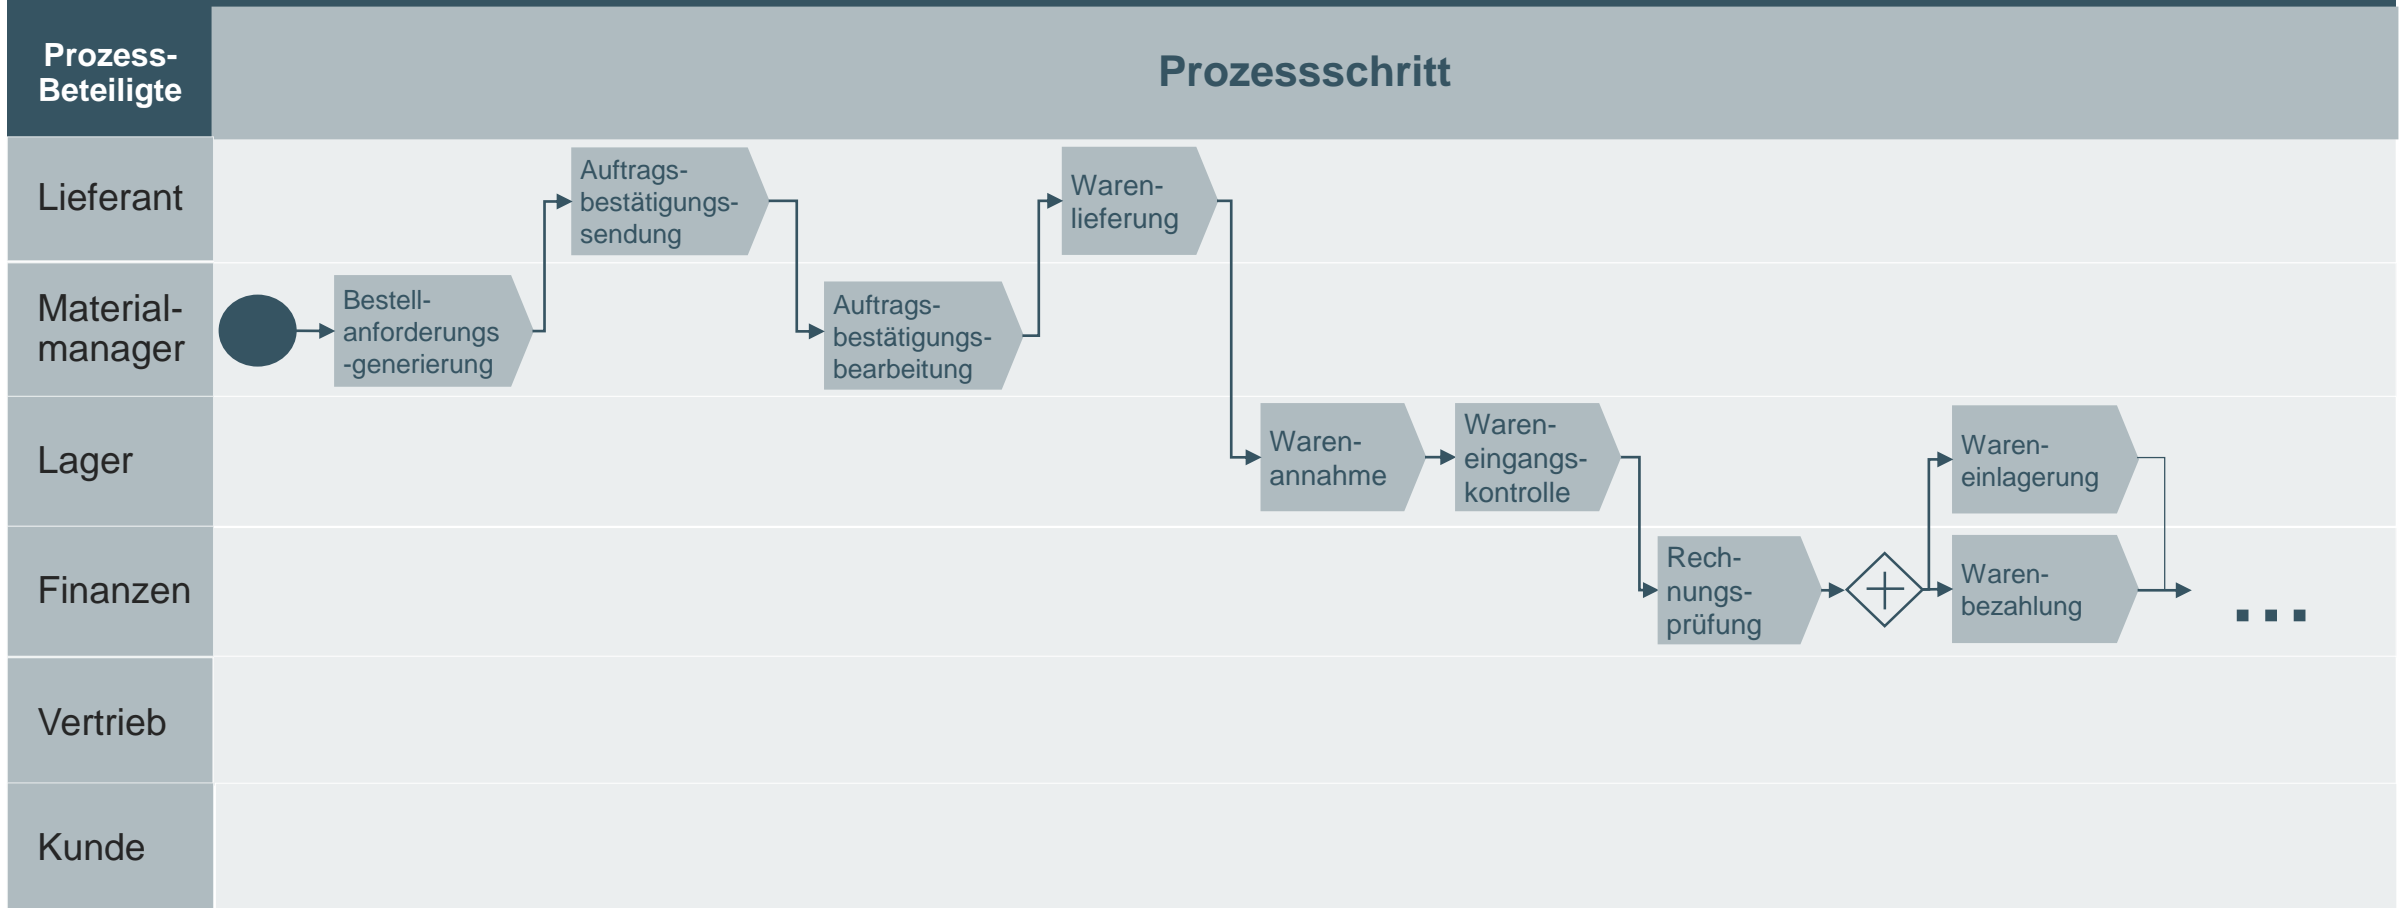 Prozess-
Beteiligte
Prozessschritt
Lieferant
Auftrags-
bestätigungs-
sendung
Waren-
lieferung
Material-
manager
Bestell-
anforderungs
-generierung
Auftrags-
bestätigungs-
bearbeitung
Lager
Waren-
annahme
Waren-
eingangs-
kontrolle
Waren-
einlagerung
Finanzen
Rech-
nungs-
prüfung
Waren-
bezahlung
...
Vertrieb
Kunde